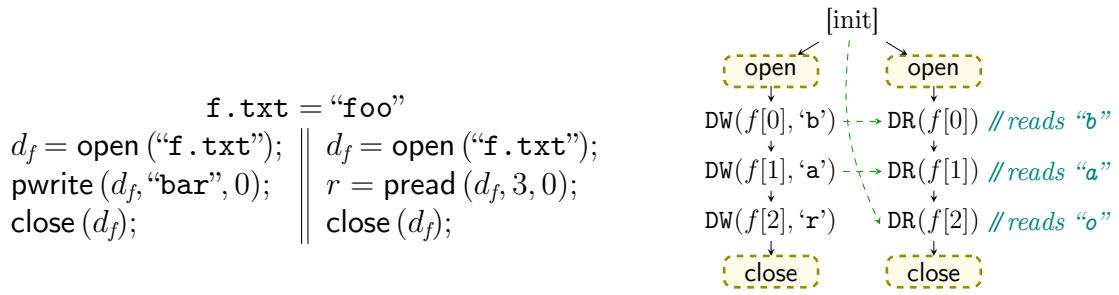 f.txt = “foo”
d_f = open (“f.txt”); ‖ d_f = open (“f.txt”);
pwrite (d_f, “bar”, 0); ‖ r = pread (d_f, 3, 0);
close (d_f); ‖ close (d_f);
[init]
open open
DW(f[0], ‘b’) DR(f[0]) // reads “b”
DW(f[1], ‘a’) DR(f[1]) // reads “a”
DW(f[2], ‘r’) DR(f[2]) // reads “o”
close close